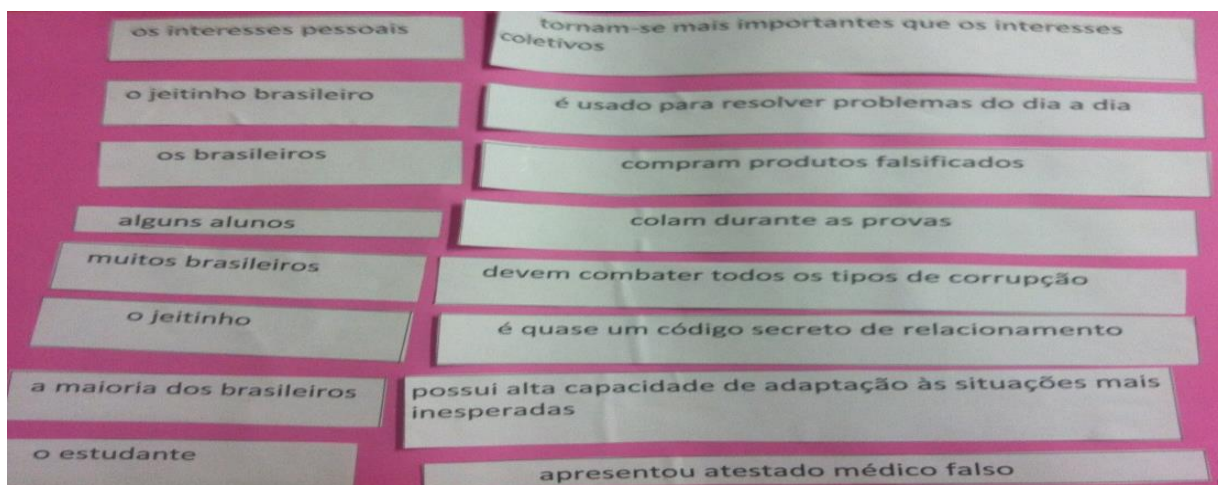 os interesses pessoais
tornam-se mais importantes que os interesses
coletivos
o jeitinho brasileiro
é usado para resolver problemas do dia a dia
os brasileiros
compram produtos falsificados
alguns alunos
colam durante as provas
muitos brasileiros
devem combater todos os tipos de corrupção
o jeitinho
é quase um código secreto de relacionamento
a maioria dos brasileiros
possui alta capacidade de adaptação às situações mais
inesperadas
o estudante
apresentou atestado médico falso